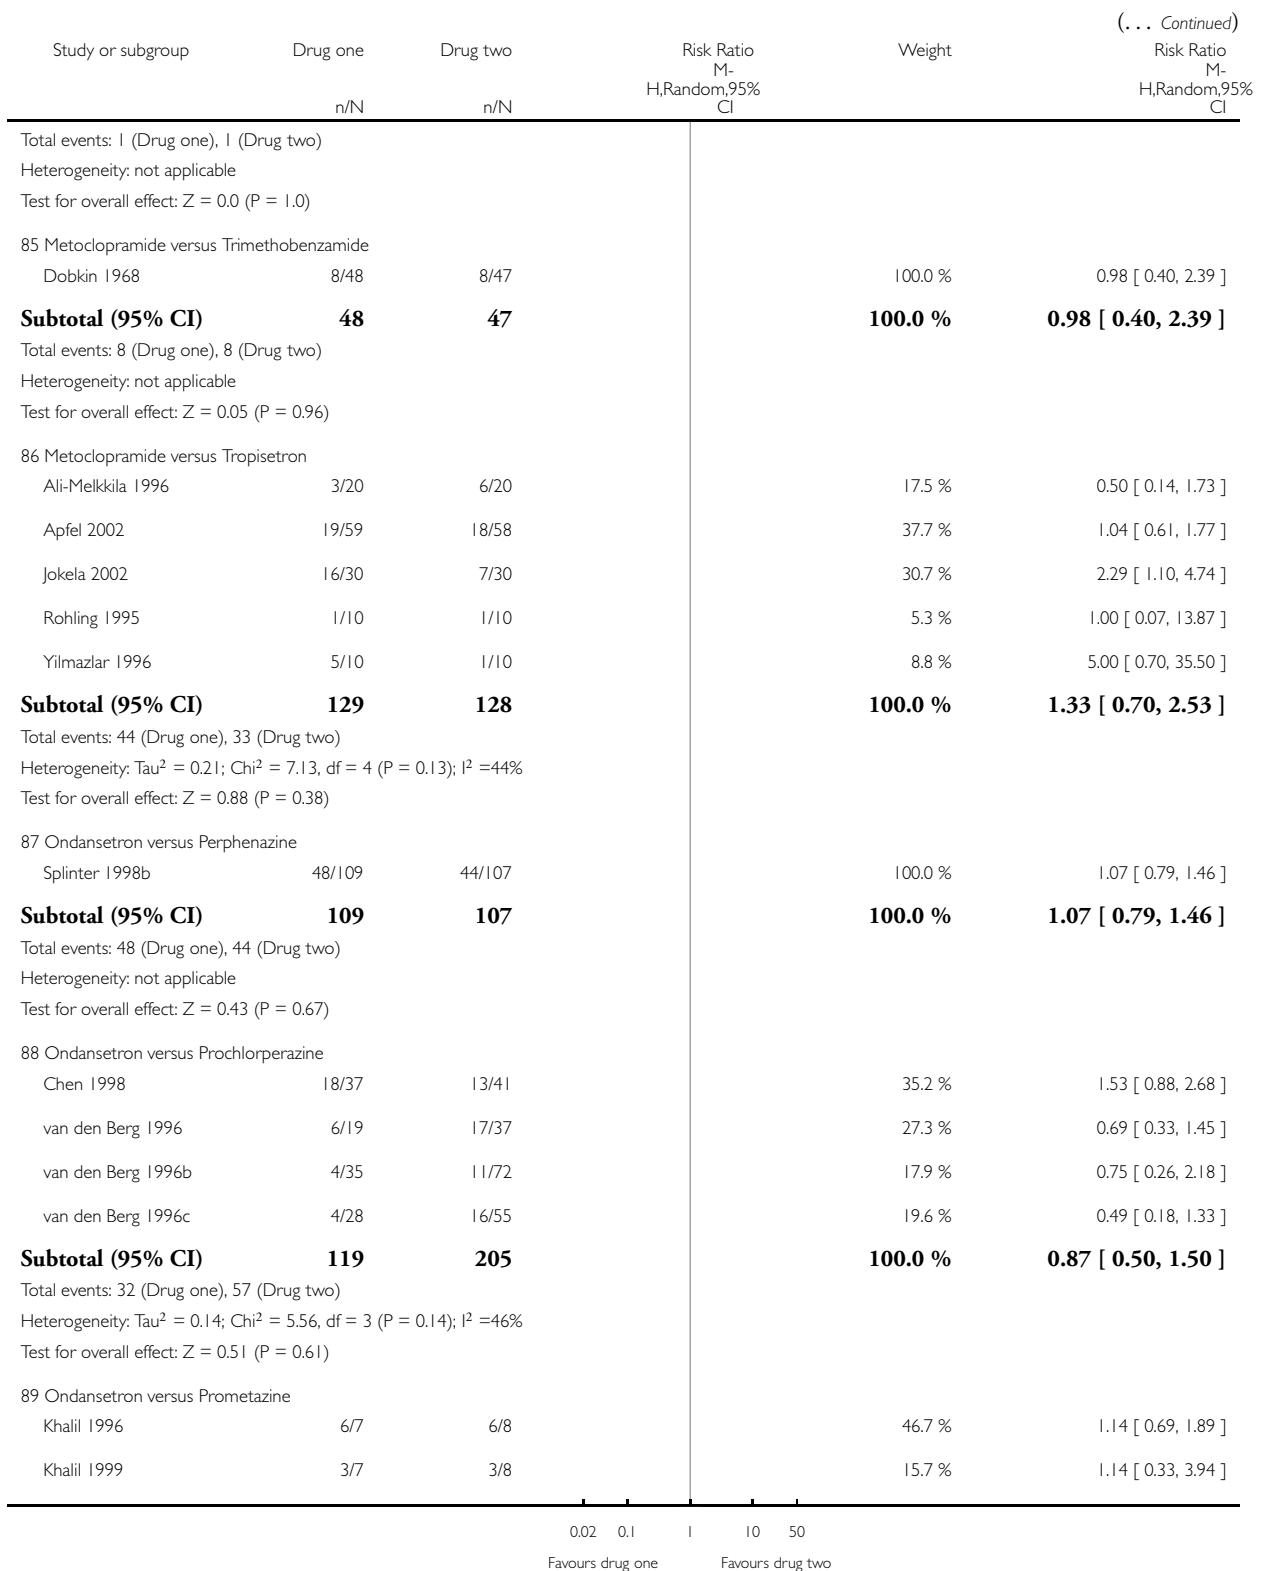 (... Continued)
Study or subgroup Drug one Drug two Risk Ratio Weight Risk Ratio
M- M-
H,Random,95% H,Random,95%
n/N n/N CI CI
Total events: 1 (Drug one), 1 (Drug two)
Heterogeneity: not applicable
Test for overall effect: Z = 0.0 (P = 1.0)
85 Metoclopramide versus Trimethobenzamide
Dobkin 1968 8/48 8/47 100.0 % 0.98 [ 0.40, 2.39 ]
Subtotal (95% CI) 48 47 100.0 % 0.98 [ 0.40, 2.39 ]
Total events: 8 (Drug one), 8 (Drug two)
Heterogeneity: not applicable
Test for overall effect: Z = 0.05 (P = 0.96)
86 Metoclopramide versus Tropisetron
Ali-Melkkila 1996 3/20 6/20 17.5 % 0.50 [ 0.14, 1.73 ]
Apfel 2002 19/59 18/58 37.7 % 1.04 [ 0.61, 1.77 ]
Jokela 2002 16/30 7/30 30.7 % 2.29 [ 1.10, 4.74 ]
Rohling 1995 1/10 1/10 5.3 % 1.00 [ 0.07, 13.87 ]
Yilmazlar 1996 5/10 1/10 8.8 % 5.00 [ 0.70, 35.50 ]
Subtotal (95% CI) 129 128 100.0 % 1.33 [ 0.70, 2.53 ]
Total events: 44 (Drug one), 33 (Drug two)
Heterogeneity: Tau² = 0.21; Chi² = 7.13, df = 4 (P = 0.13); I² =44%
Test for overall effect: Z = 0.88 (P = 0.38)
87 Ondansetron versus Perphenazine
Splinter 1998b 48/109 44/107 100.0 % 1.07 [ 0.79, 1.46 ]
Subtotal (95% CI) 109 107 100.0 % 1.07 [ 0.79, 1.46 ]
Total events: 48 (Drug one), 44 (Drug two)
Heterogeneity: not applicable
Test for overall effect: Z = 0.43 (P = 0.67)
88 Ondansetron versus Prochlorperazine
Chen 1998 18/37 13/41 35.2 % 1.53 [ 0.88, 2.68 ]
van den Berg 1996 6/19 17/37 27.3 % 0.69 [ 0.33, 1.45 ]
van den Berg 1996b 4/35 11/72 17.9 % 0.75 [ 0.26, 2.18 ]
van den Berg 1996c 4/28 16/55 19.6 % 0.49 [ 0.18, 1.33 ]
Subtotal (95% CI) 119 205 100.0 % 0.87 [ 0.50, 1.50 ]
Total events: 32 (Drug one), 57 (Drug two)
Heterogeneity: Tau² = 0.14; Chi² = 5.56, df = 3 (P = 0.14); I² =46%
Test for overall effect: Z = 0.51 (P = 0.61)
89 Ondansetron versus Prometazine
Khalil 1996 6/7 6/8 46.7 % 1.14 [ 0.69, 1.89 ]
Khalil 1999 3/7 3/8 15.7 % 1.14 [ 0.33, 3.94 ]
0.02 0.1 1 10 50
Favours drug one Favours drug two